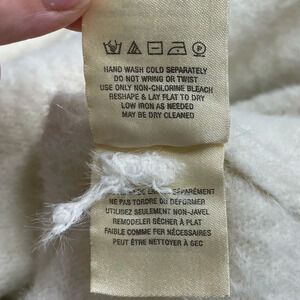 HAND WASH COLD SEPARATELY
DO NOT WRING OR TWIST
USE ONLY NON-CHLORINE BLEACH
RESHAPE & LAY FLAT TO DRY
LOW IRON AS NEEDED
MAY BE DRY CLEANED
SÉPARÉMENT
NE PAS TORDRE OU DÉFORMER
UTILISEZ SEULEMENT NON-JAVEL
REMODELER SÉCHER À PLAT
FAIBLE COMME FER NÉCESSAIRES
PEUT ÊTRE NETTOYER À SEC